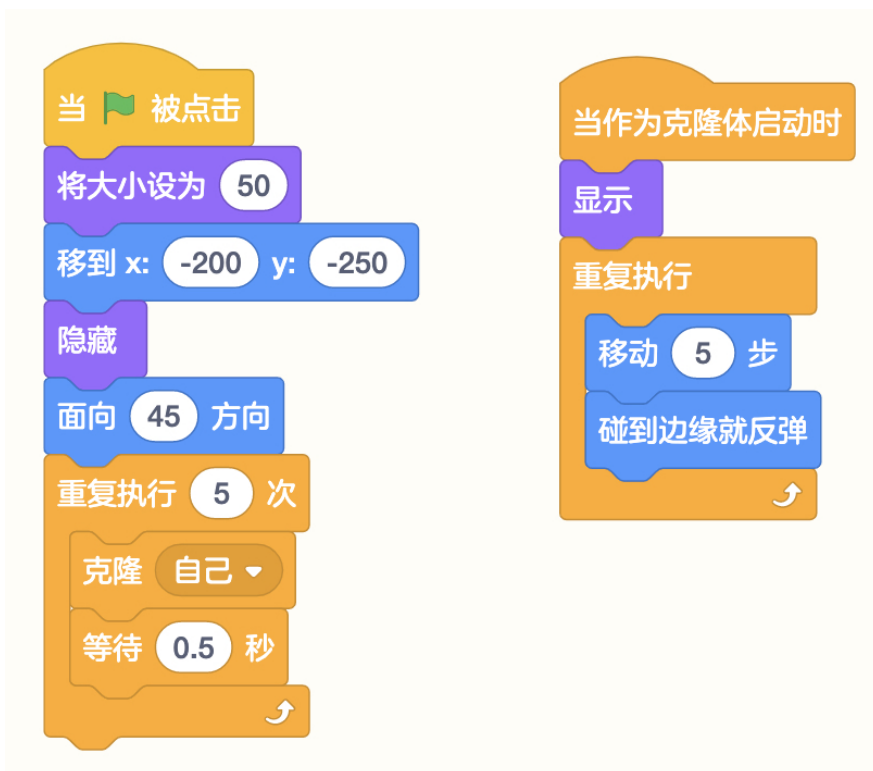 当 被点击
将大小设为 50
移到 x: -200 y: -250
隐藏
面向 45 方向
重复执行 5 次
克隆 自己
等待 0.5 秒
当作为克隆体启动时
显示
重复执行
移动 5 步
碰到边缘就反弹